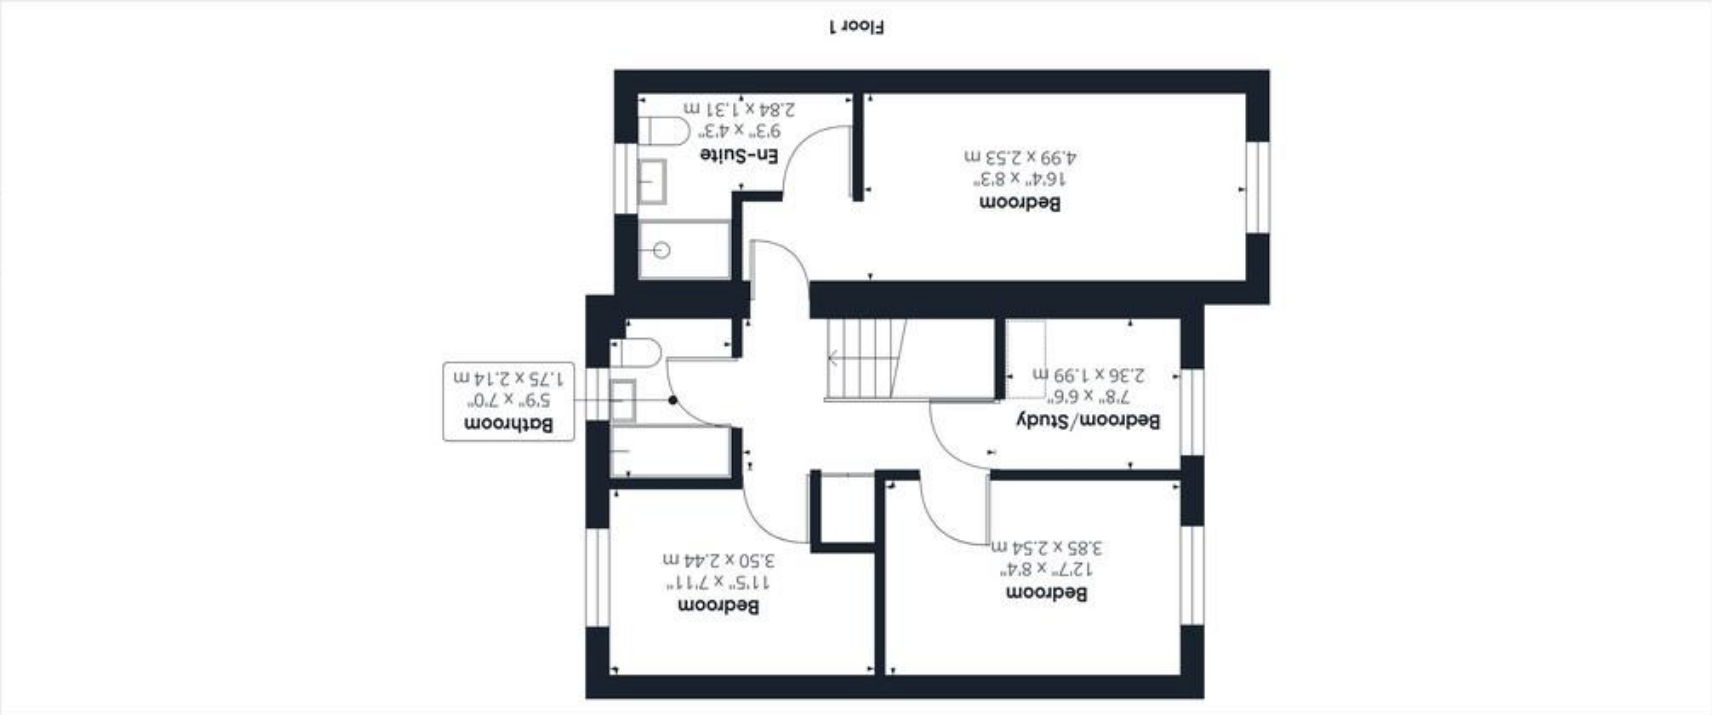 Bedroom
12'7" x 8'4"
3.85 x 2.54 m
Bedroom
11'5" x 7'11"
3.50 x 2.44 m
Bedroom/Study
7'8" x 6'6"
2.36 x 1.99 m
Bathroom
5'9" x 7'0"
1.75 x 2.14 m
Bedroom
16'4" x 8'3"
4.99 x 2.53 m
En-Suite
9'3" x 4'3"
2.84 x 1.31 m
Floor 1